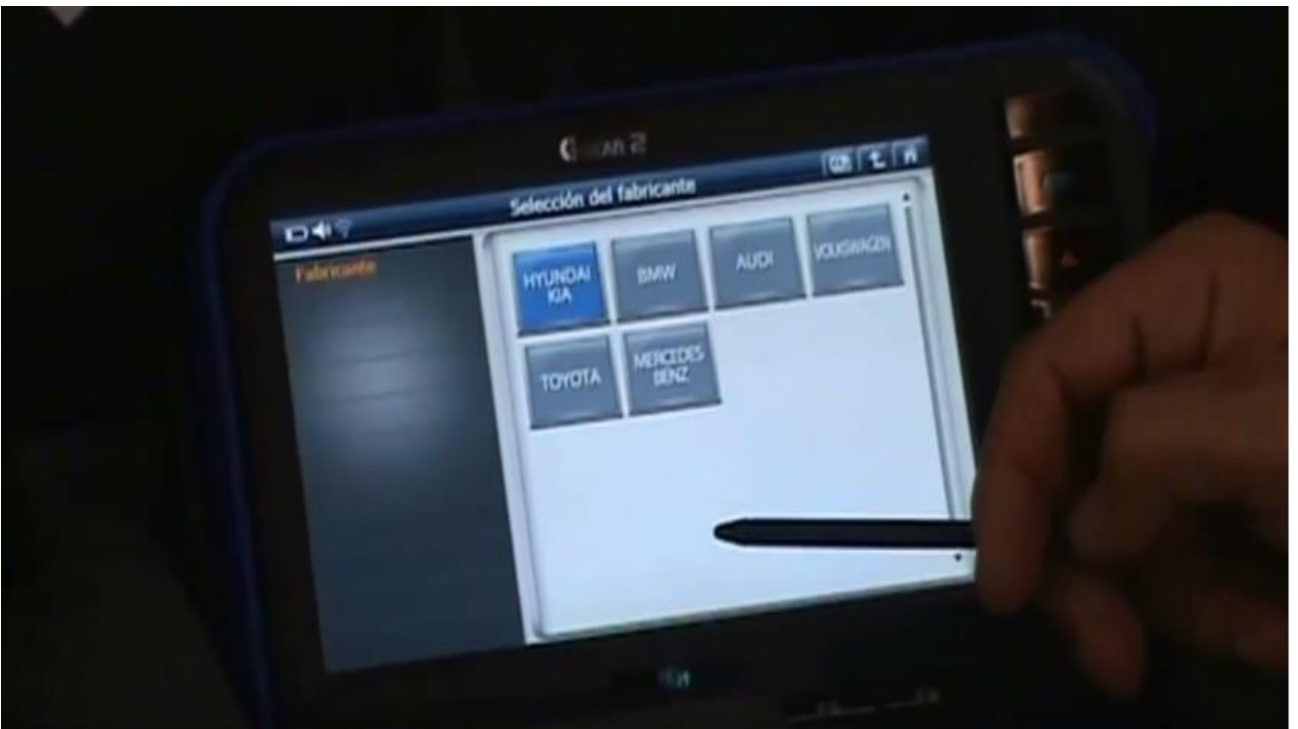 Selección del fabricante
Fabricante
HYUNDAI
KIA
BMW
AUDI
VOLKSWAGEN
TOYOTA
MERCEDES
BENZ